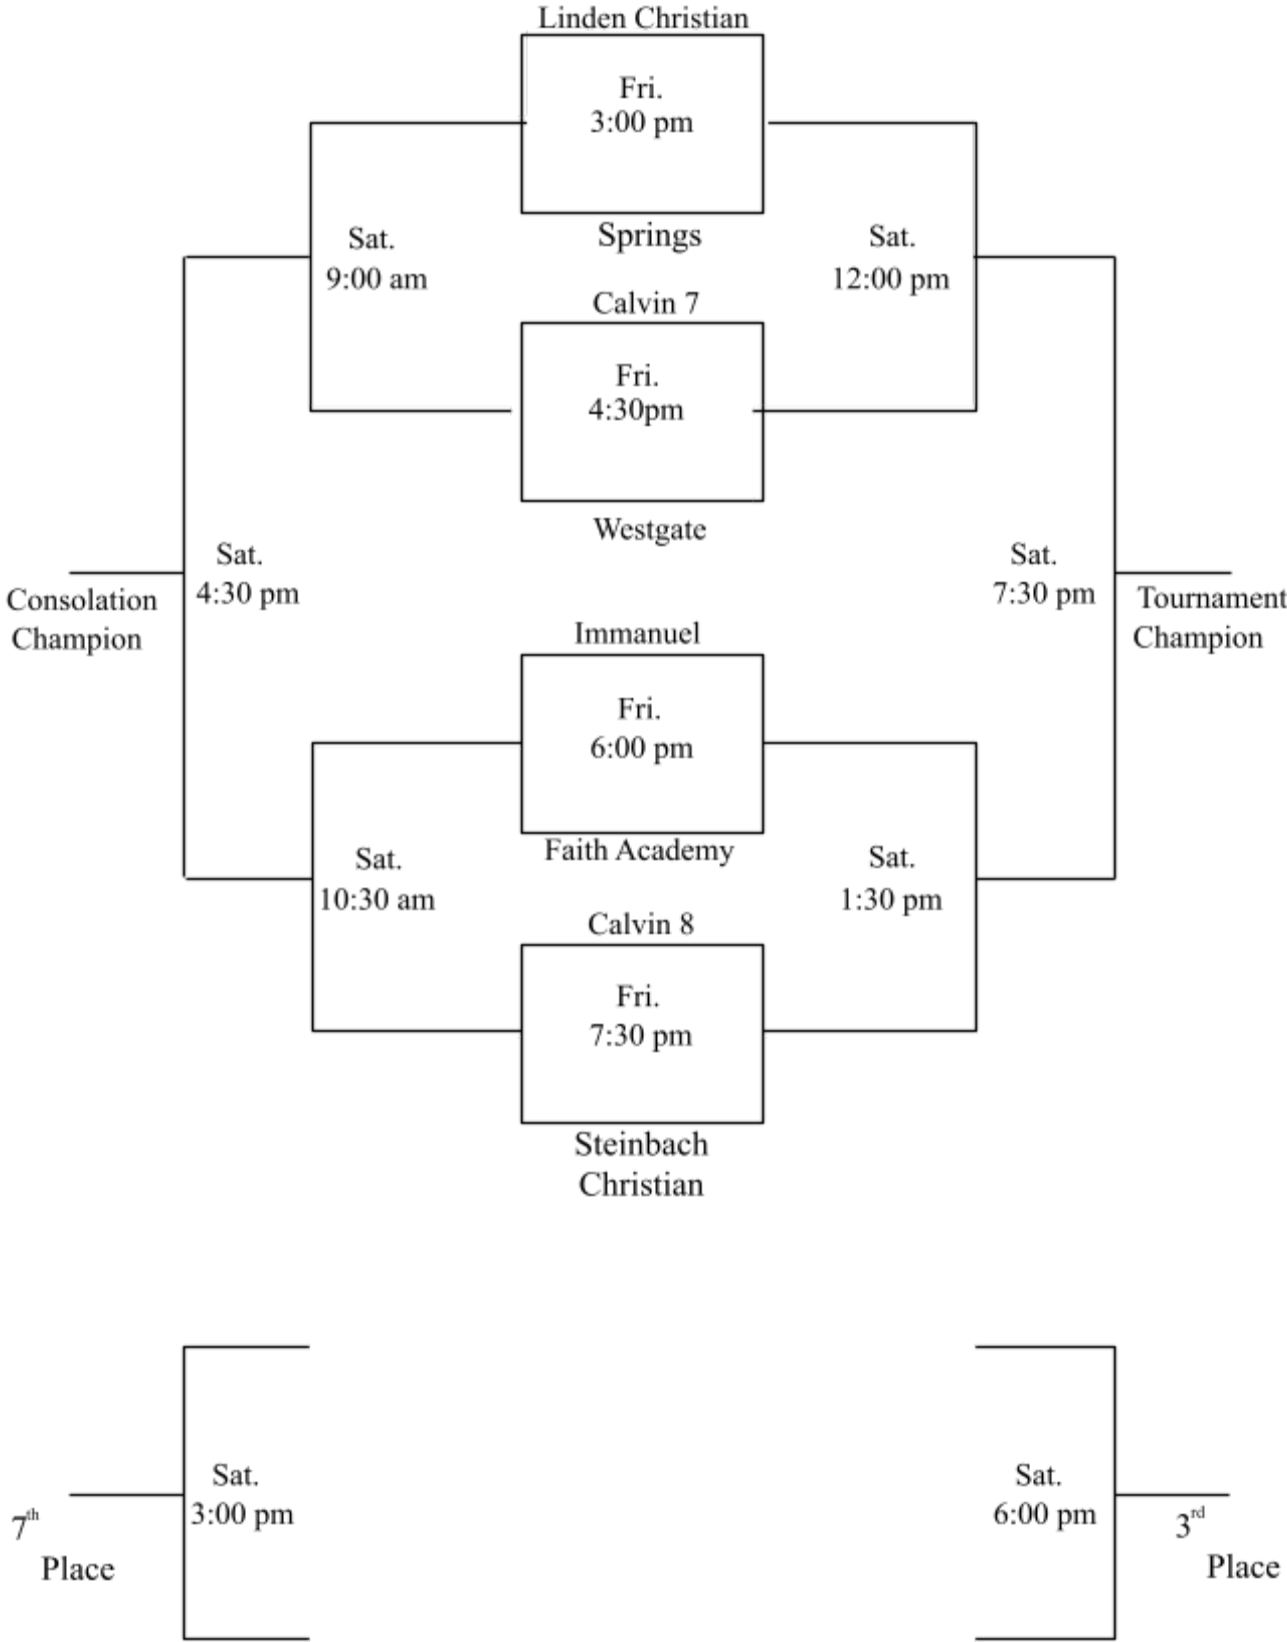 Linden Christian
Fri.
3:00 pm
Springs
Sat.
9:00 am
Sat.
12:00 pm
Calvin 7
Fri.
4:30pm
Westgate
Sat.
4:30 pm
Consolation
Champion
Sat.
7:30 pm
Tournament
Champion
Immanuel
Fri.
6:00 pm
Faith Academy
Sat.
10:30 am
Sat.
1:30 pm
Calvin 8
Fri.
7:30 pm
Steinbach
Christian
Sat.
3:00 pm
7th
Place
Sat.
6:00 pm
3rd
Place